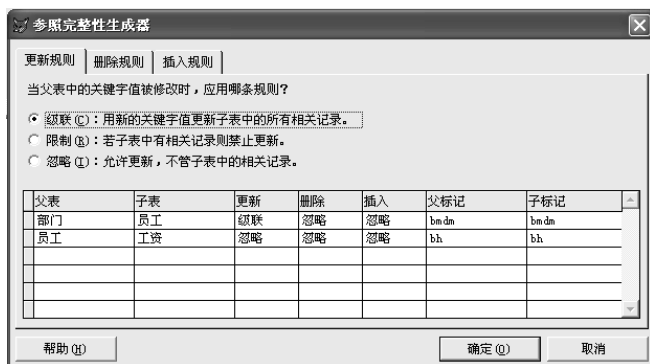 参照完整性生成器
更新规则 删除规则 插入规则
当父表中的关键字值被修改时，应用哪条规则？
级联(C)：用新的关键字值更新子表中的所有相关记录。
限制(R)：若子表中有相关记录则禁止更新。
忽略(I)：允许更新，不管子表中的相关记录。
父表 子表 更新 删除 插入 父标记 子标记
部门 员工 级联 忽略 忽略 bmdm bmdm
员工 工资 忽略 忽略 忽略 bh bh
帮助(H) 确定(O) 取消